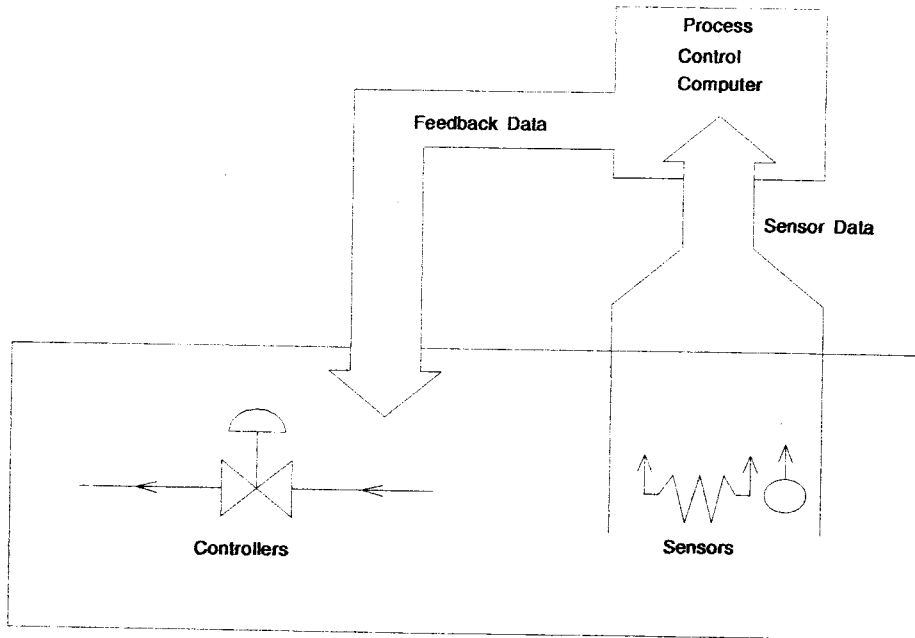 Process
Control
Computer
Feedback Data
Sensor Data
Controllers
Sensors